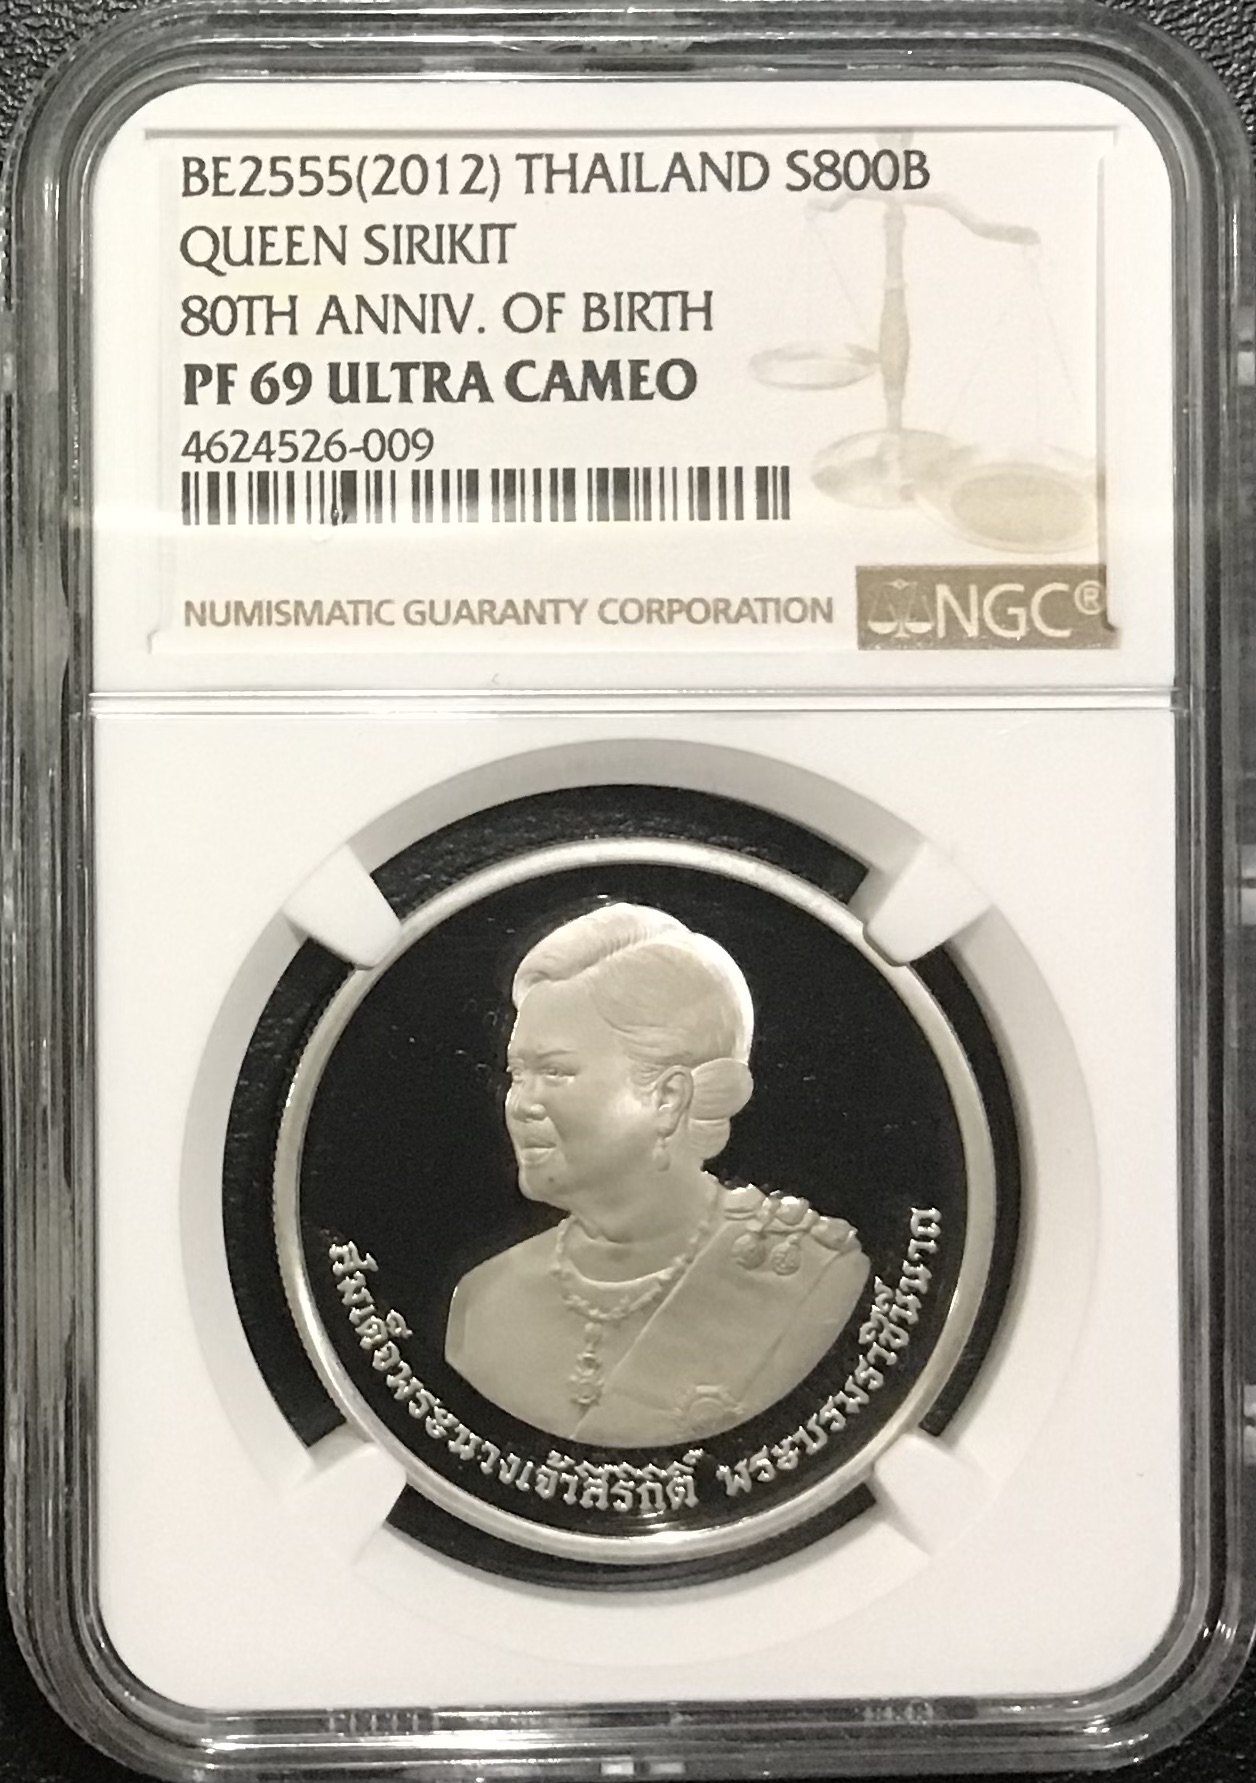 BE2555(2012) THAILAND S800B
QUEEN SIRIKIT
80TH ANNIV. OF BIRTH
PF 69 ULTRA CAMEO
4624526-009
NUMISMATIC GUARANTY CORPORATION
NGC®
สมเด็จพระนางเจ้าสิริกิติ์ พระบรมราชินีนาถ